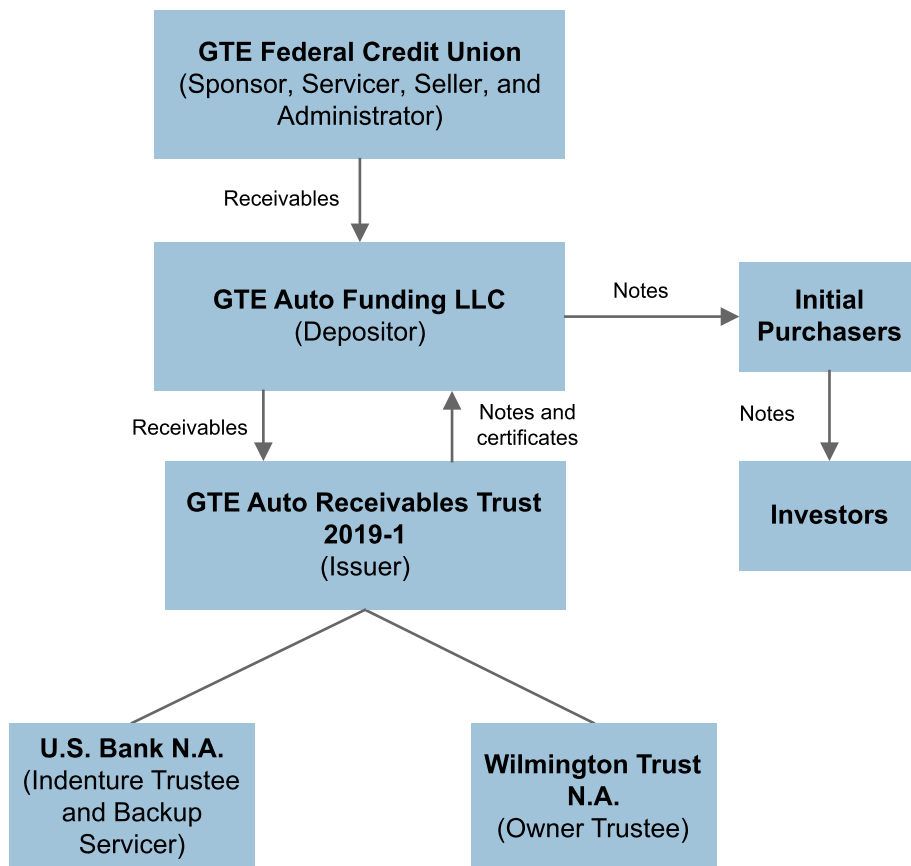 GTE Federal Credit Union
(Sponsor, Servicer, Seller, and
Administrator)
Receivables
GTE Auto Funding LLC
(Depositor)
Notes
Initial
Purchasers
Receivables
Notes and
certificates
Notes
GTE Auto Receivables Trust
2019-1
(Issuer)
Investors
U.S. Bank N.A.
(Indenture Trustee
and Backup
Servicer)
Wilmington Trust
N.A.
(Owner Trustee)